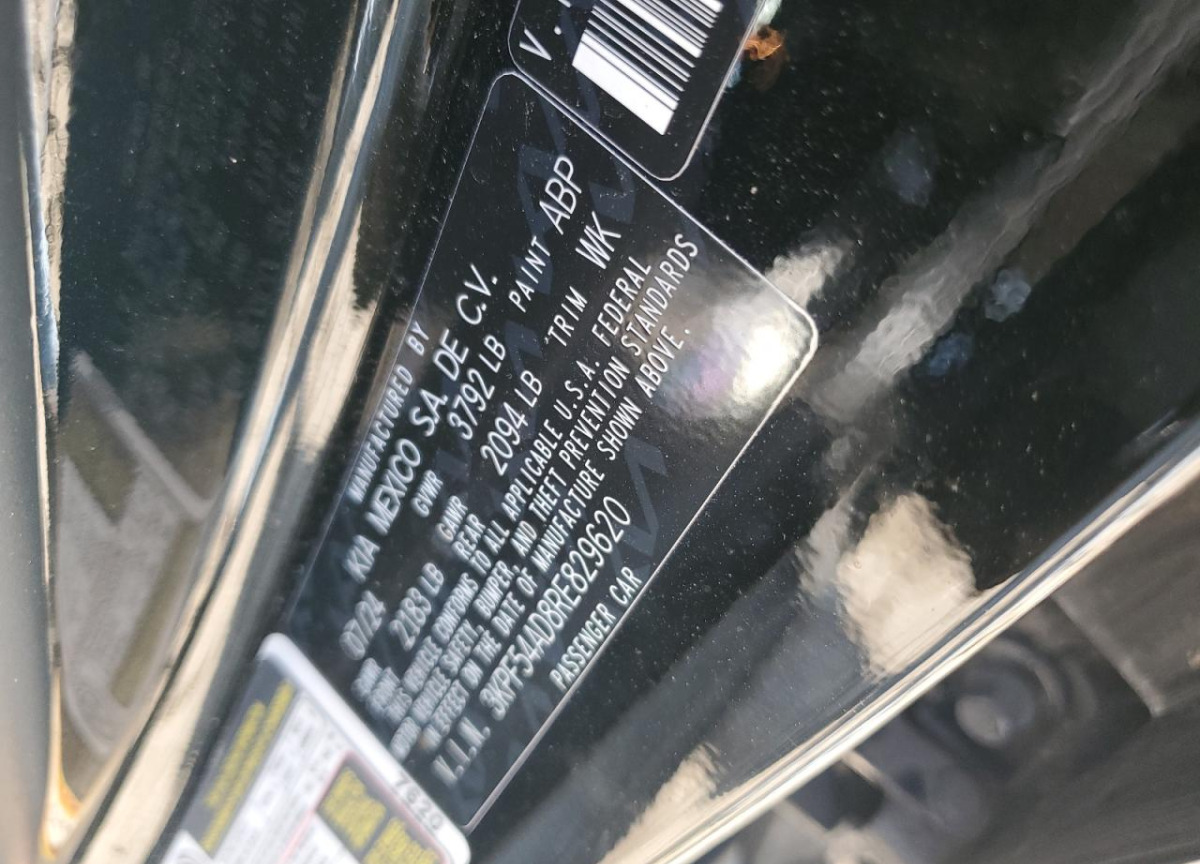 V.
MANUFACTURED BY
07/24 KIA MEXICO S.A. DE C.V.
GVWR 3792 LB PAINT ABP
2183 LB GAWR REAR 2094 LB TRIM WK
THIS VEHICLE CONFORMS TO ALL APPLICABLE U.S.A. FEDERAL
MOTOR VEHICLE SAFETY, BUMPER, AND THEFT PREVENTION STANDARDS
IN EFFECT ON THE DATE OF MANUFACTURE SHOWN ABOVE.
V.I.N. 3KPF54AD8RE829620
PASSENGER CAR